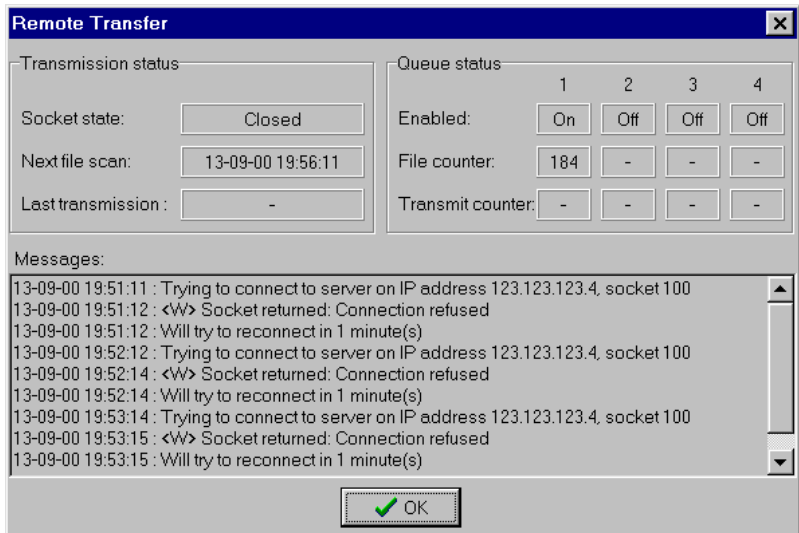 Remote Transfer
Transmission status
Socket state: Closed
Next file scan: 13-09-00 19:56:11
Last transmission : -
Queue status
1 2 3 4
Enabled: On Off Off Off
File counter: 184 - - -
Transmit counter: - - - -
Messages:
13-09-00 19:51:11 : Trying to connect to server on IP address 123.123.123.4, socket 100
13-09-00 19:51:12 : <W> Socket returned: Connection refused
13-09-00 19:51:12 : Will try to reconnect in 1 minute(s)
13-09-00 19:52:12 : Trying to connect to server on IP address 123.123.123.4, socket 100
13-09-00 19:52:14 : <W> Socket returned: Connection refused
13-09-00 19:52:14 : Will try to reconnect in 1 minute(s)
13-09-00 19:53:14 : Trying to connect to server on IP address 123.123.123.4, socket 100
13-09-00 19:53:15 : <W> Socket returned: Connection refused
13-09-00 19:53:15 : Will try to reconnect in 1 minute(s)
OK